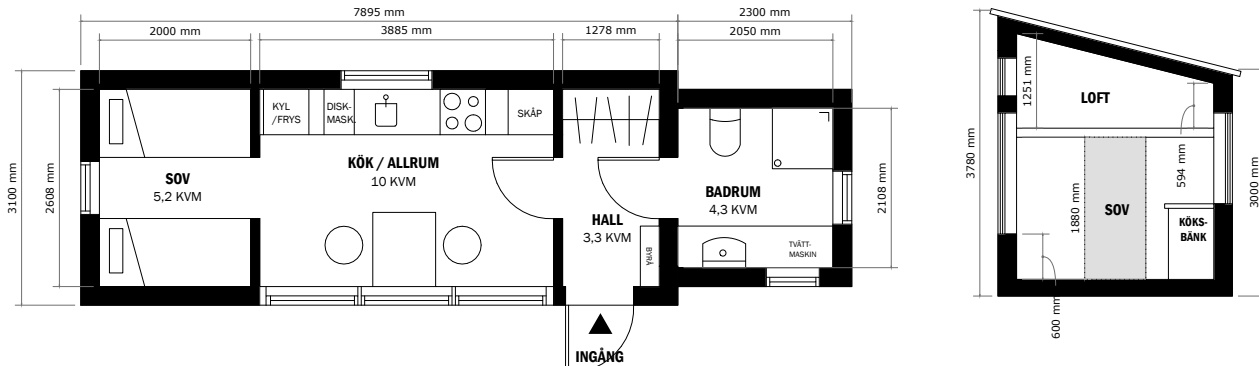 7895 mm
2300 mm
2000 mm
3885 mm
1278 mm
2050 mm
3100 mm
2608 mm
KYL
/FRYS
DISK-
MASK.
SKÅP
SOV
5,2 KVM
KÖK / ALLRUM
10 KVM
HALL
3,3 KVM
BYRÅ
BADRUM
4,3 KVM
TVÄTT-
MASKIN
2108 mm
INGÅNG
3780 mm
1251 mm
LOFT
594 mm
1880 mm
SOV
KÖKS-
BÄNK
3000 mm
600 mm